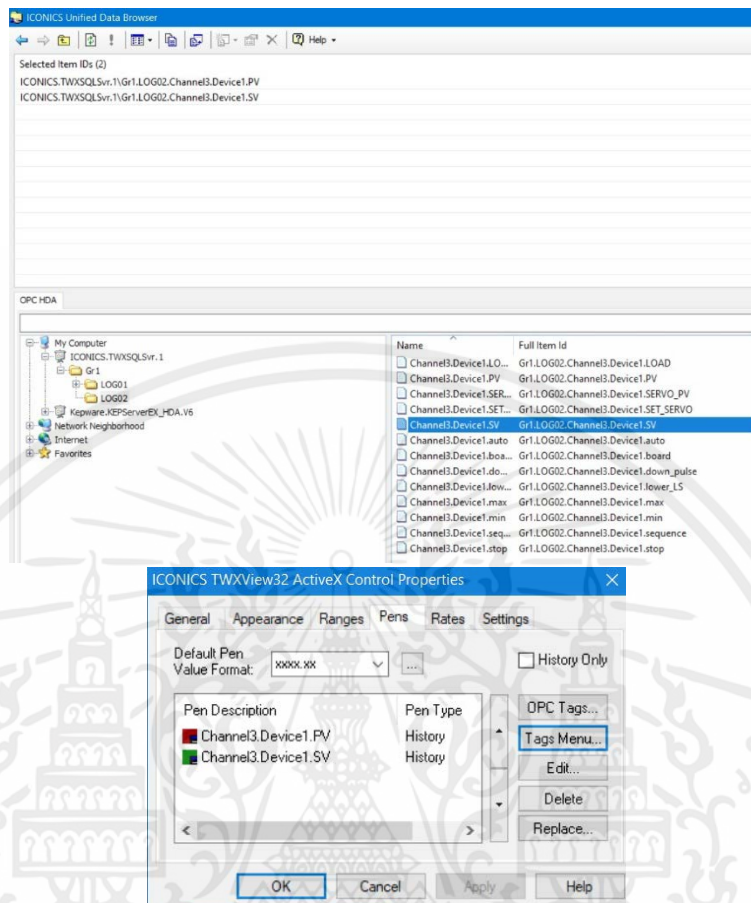 ICONICS Unified Data Browser
Help
Selected Item IDs (2)
ICONICS.TWXSQLSvr.1\Gr1.LOG02.Channel3.Device1.PV
ICONICS.TWXSQLSvr.1\Gr1.LOG02.Channel3.Device1.SV
OPC HDA
My Computer
ICONICS.TWXSQLSvr.1
Gr1
LOG01
LOG02
Kepware.KEPServerEX_HDA.V6
Network Neighborhood
Internet
Favorites
Name Full Item Id
Channel3.Device1.LO... Gr1.LOG02.Channel3.Device1.LOAD
Channel3.Device1.PV Gr1.LOG02.Channel3.Device1.PV
Channel3.Device1.SER... Gr1.LOG02.Channel3.Device1.SERVO_PV
Channel3.Device1.SET... Gr1.LOG02.Channel3.Device1.SET_SERVO
Channel3.Device1.SV Gr1.LOG02.Channel3.Device1.SV
Channel3.Device1.auto Gr1.LOG02.Channel3.Device1.auto
Channel3.Device1.boa... Gr1.LOG02.Channel3.Device1.board
Channel3.Device1.do... Gr1.LOG02.Channel3.Device1.down_pulse
Channel3.Device1.low... Gr1.LOG02.Channel3.Device1.lower_LS
Channel3.Device1.max Gr1.LOG02.Channel3.Device1.max
Channel3.Device1.min Gr1.LOG02.Channel3.Device1.min
Channel3.Device1.seq... Gr1.LOG02.Channel3.Device1.sequence
Channel3.Device1.stop Gr1.LOG02.Channel3.Device1.stop
ICONICS TWXView32 ActiveX Control Properties
General Appearance Ranges Pens Rates Settings
Default Pen
Value Format: xxxx.xx ... History Only
Pen Description Pen Type OPC Tags...
Channel3.Device1.PV History Tags Menu...
Channel3.Device1.SV History
Edit...
Delete
Replace...
OK Cancel Apply Help